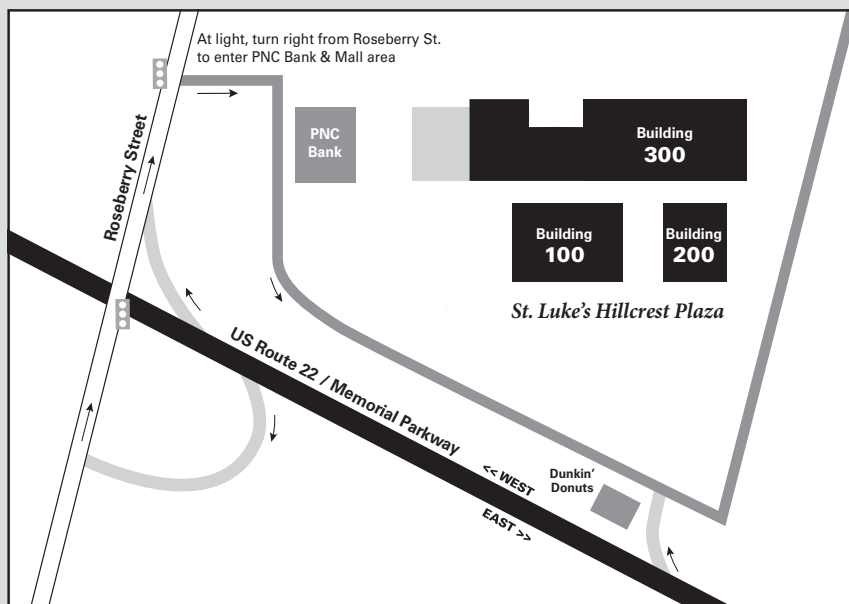 At light, turn right from Roseberry St.
to enter PNC Bank & Mall area
Roseberry Street
PNC
Bank
Building
300
Building
100
Building
200
St. Luke's Hillcrest Plaza
US Route 22 / Memorial Parkway
<< WEST
EAST >>
Dunkin'
Donuts